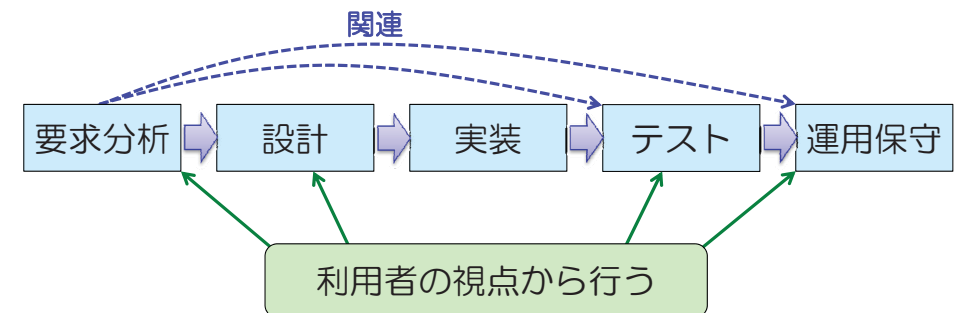 関連
要求分析
設計
実装
テスト
運用保守
利用者の視点から行う